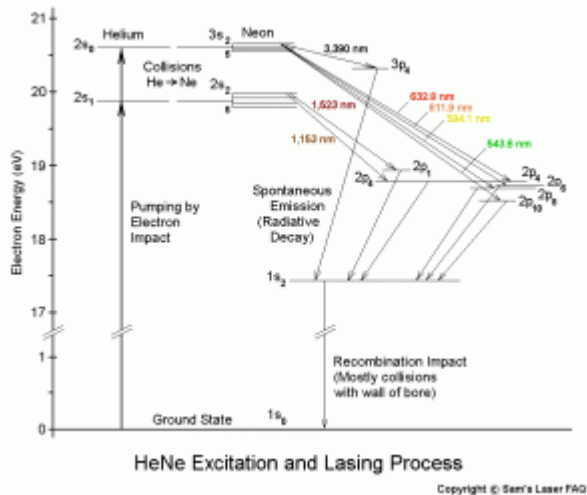 21
20
19
18
17
1
0
Electron Energy (eV)
Helium
Neon
2s0
3s2
5
3,390 nm
3p4
Collisions
He→Ne
2s2
2s1
5
632.8 nm
611.9 nm
594.1 nm
543.5 nm
1,523 nm
1,153 nm
2p1
2p4
2p4
2p6
2p8
2p10
Spontaneous
Emission
(Radiative
Decay)
Pumping by
Electron
Impact
1s2
Recombination Impact
(Mostly collisions
with wall of bore)
Ground State
1s0
HeNe Excitation and Lasing Process
Copyright © Sam's Laser FAQ